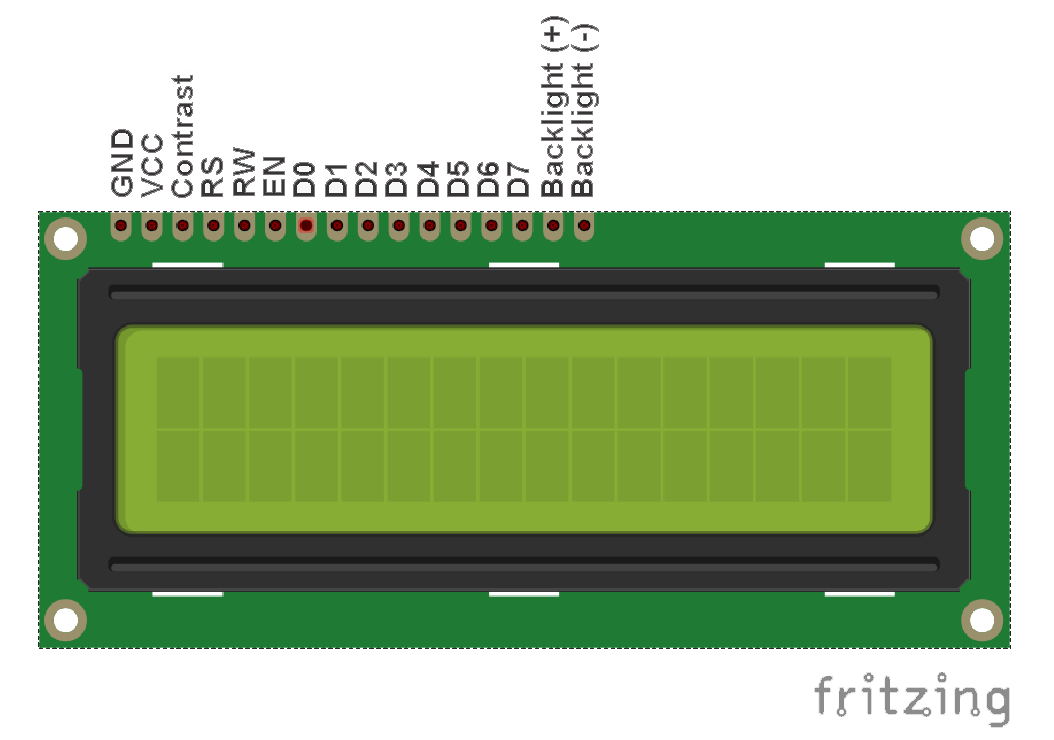 GND
VCC
Contrast
RS
RW
EN
D0
D1
D2
D3
D4
D5
D6
D7
Backlight (+)
Backlight (-)
fritzing